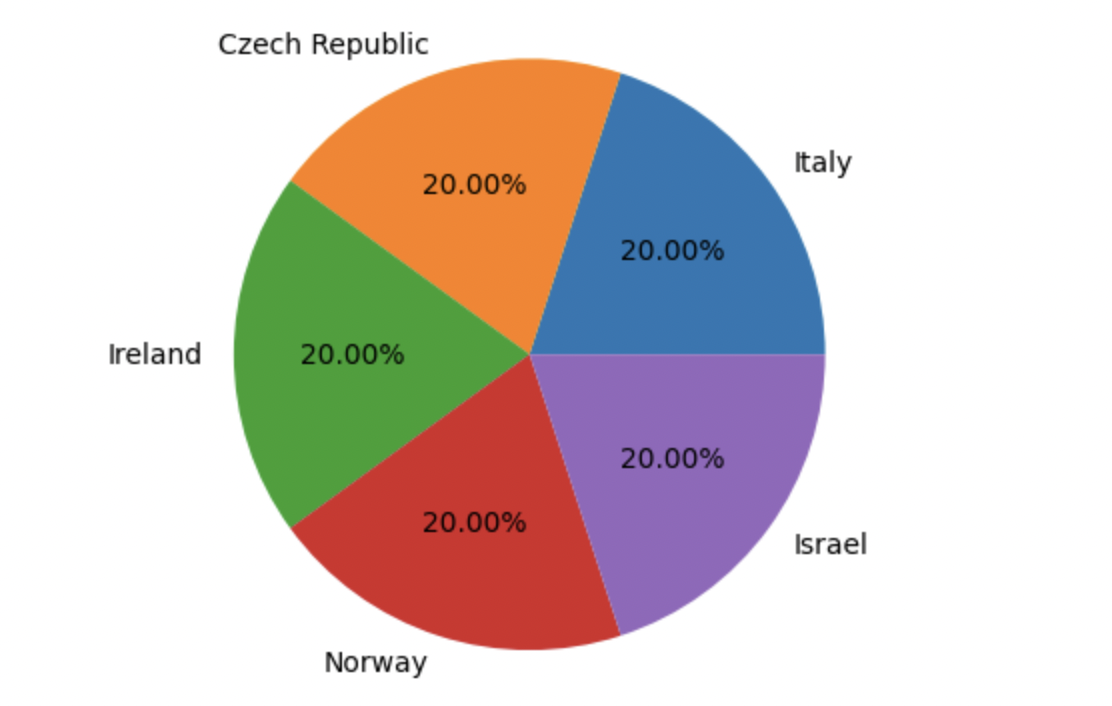 Czech Republic
Italy
20.00%
20.00%
Ireland
20.00%
20.00%
Israel
20.00%
Norway